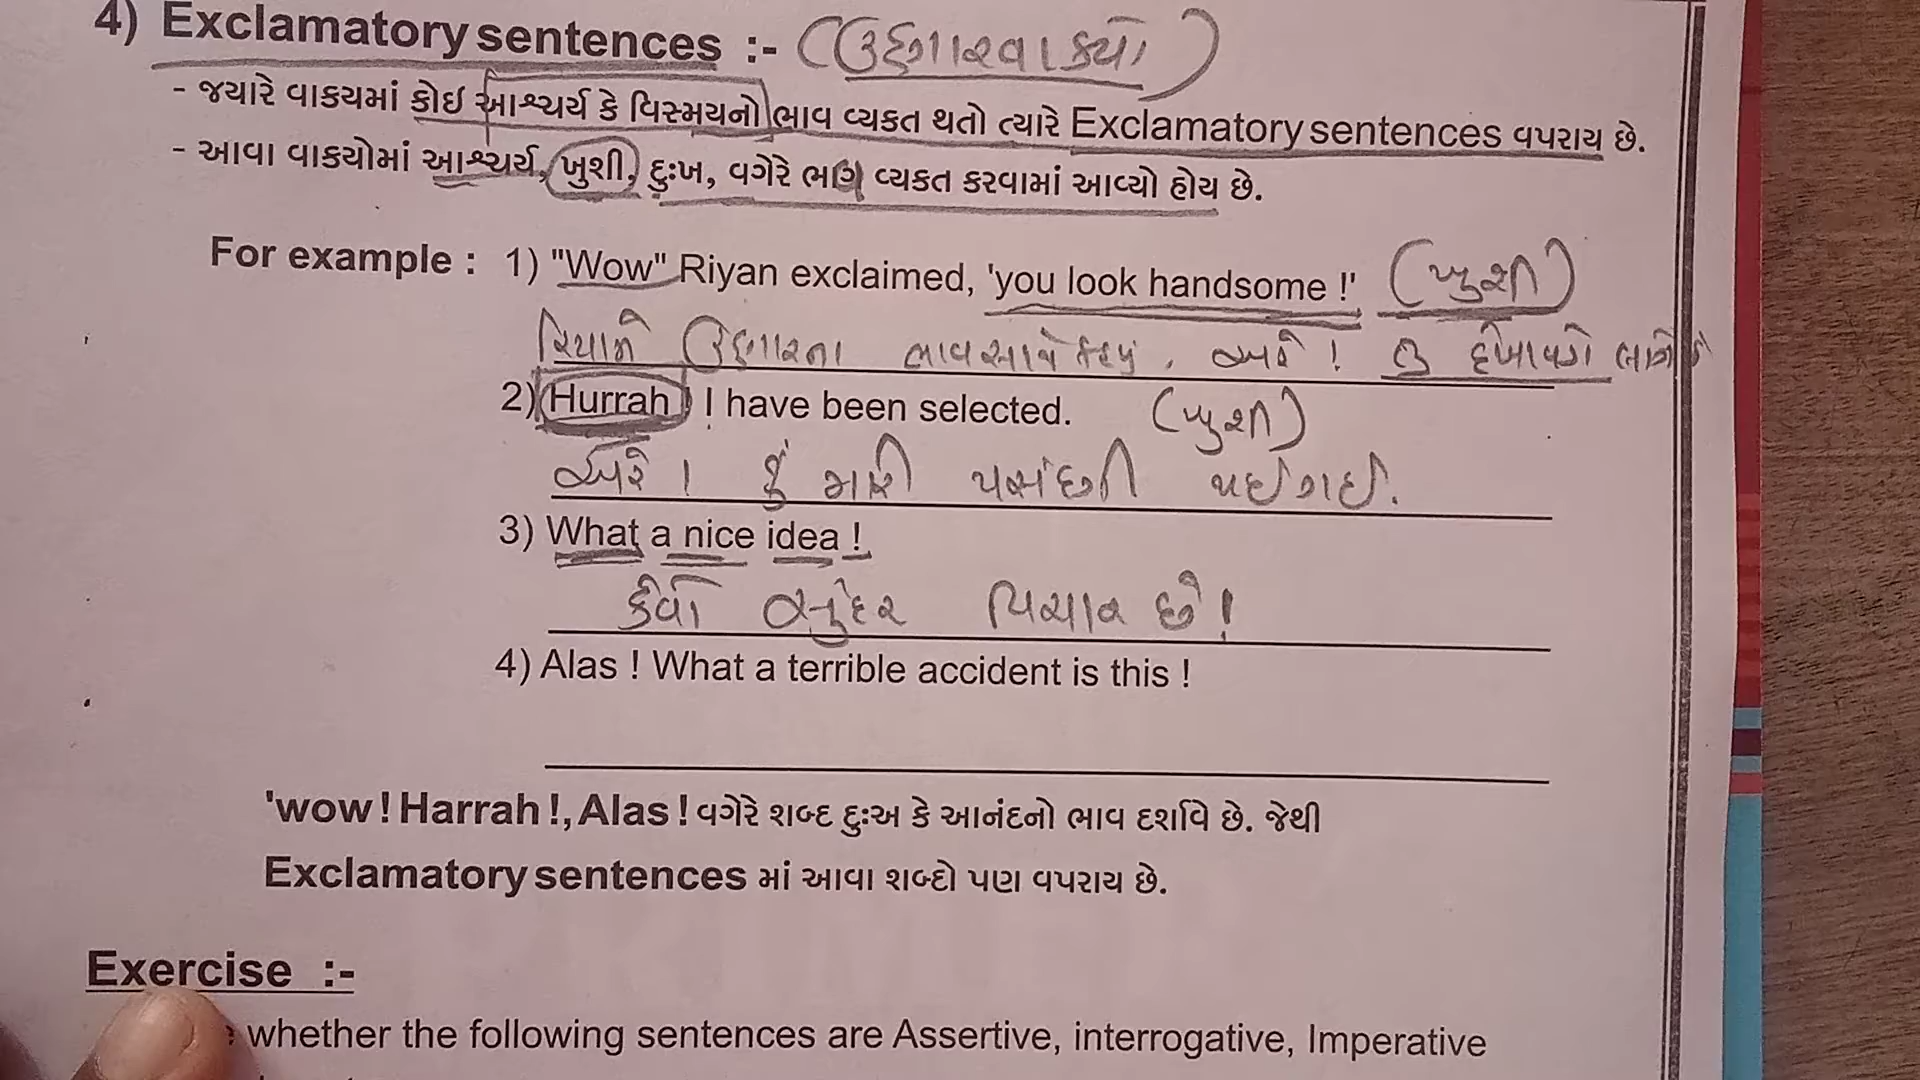 4) Exclamatory sentences :- (ઉદ્ગારવાક્યો)
- જયારે વાકયમાં કોઇ આશ્ચર્ય કે વિસ્મયનો ભાવ વ્યકત થતો ત્યારે Exclamatory sentences વપરાય છે.
- આવા વાકયોમાં આશ્ચર્ય, ખુશી, દુઃખ, વગેરે વ્યકત કરવામાં આવ્યો હોય છે.
For example : 1) "Wow" Riyan exclaimed, 'you look handsome !' (ખુશી)
રિયાને ઉદ્ગારના ભાવ સાથે કહ્યું, અરે ! તું દેખાવડો લાગે છે
2) Hurrah ! I have been selected. (ખુશી)
અરે ! હું મારી પસંદગી થઈ ગઈ.
3) What a nice idea !
કેવો સુંદર વિચાર છે !
4) Alas ! What a terrible accident is this !
'wow ! Harrah !, Alas ! વગેરે શબ્દ દુઃઅ કે આનંદનો ભાવ દર્શાવે છે. જેથી
Exclamatory sentences માં આવા શબ્દો પણ વપરાય છે.
Exercise :-
whether the following sentences are Assertive, interrogative, Imperative